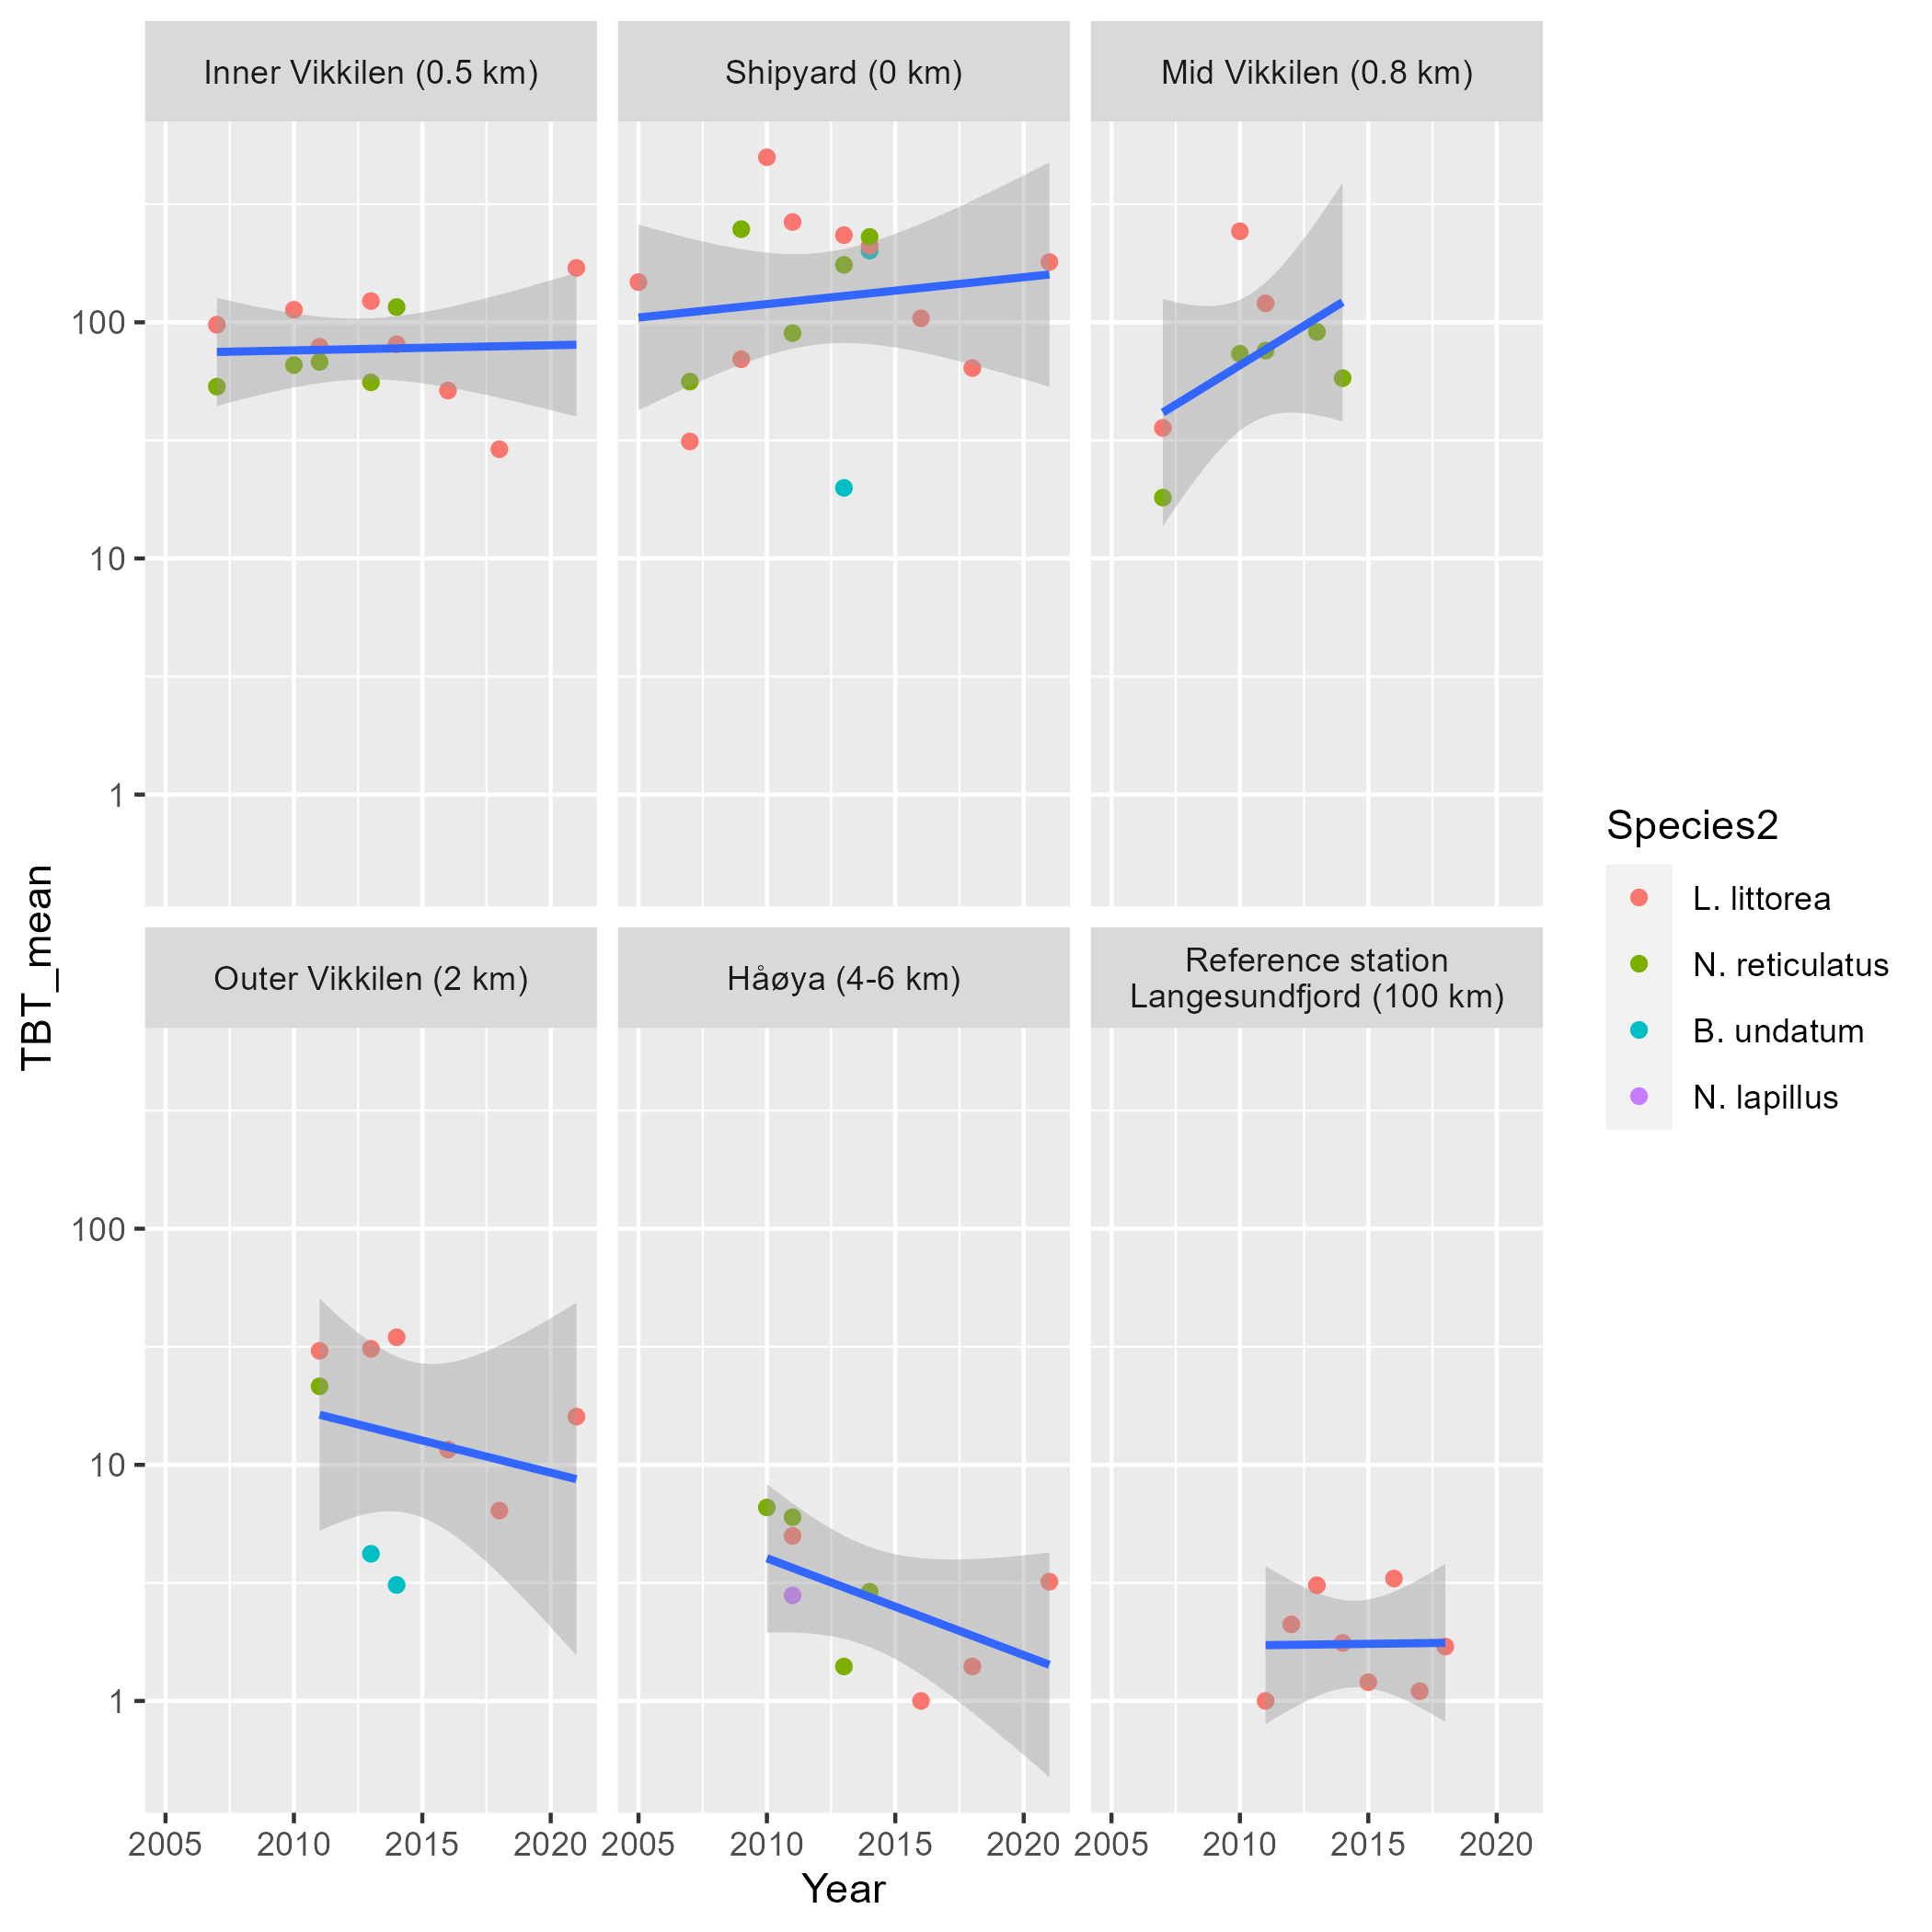 Inner Vikkilen (0.5 km)
Shipyard (0 km)
Mid Vikkilen (0.8 km)
100
10
1
Outer Vikkilen (2 km)
Håøya (4-6 km)
Reference station
Langesundfjord (100 km)
100
10
1
2005 2010 2015 2020
2005 2010 2015 2020
2005 2010 2015 2020
Year
TBT_mean
Species2
L. littorea
N. reticulatus
B. undatum
N. lapillus